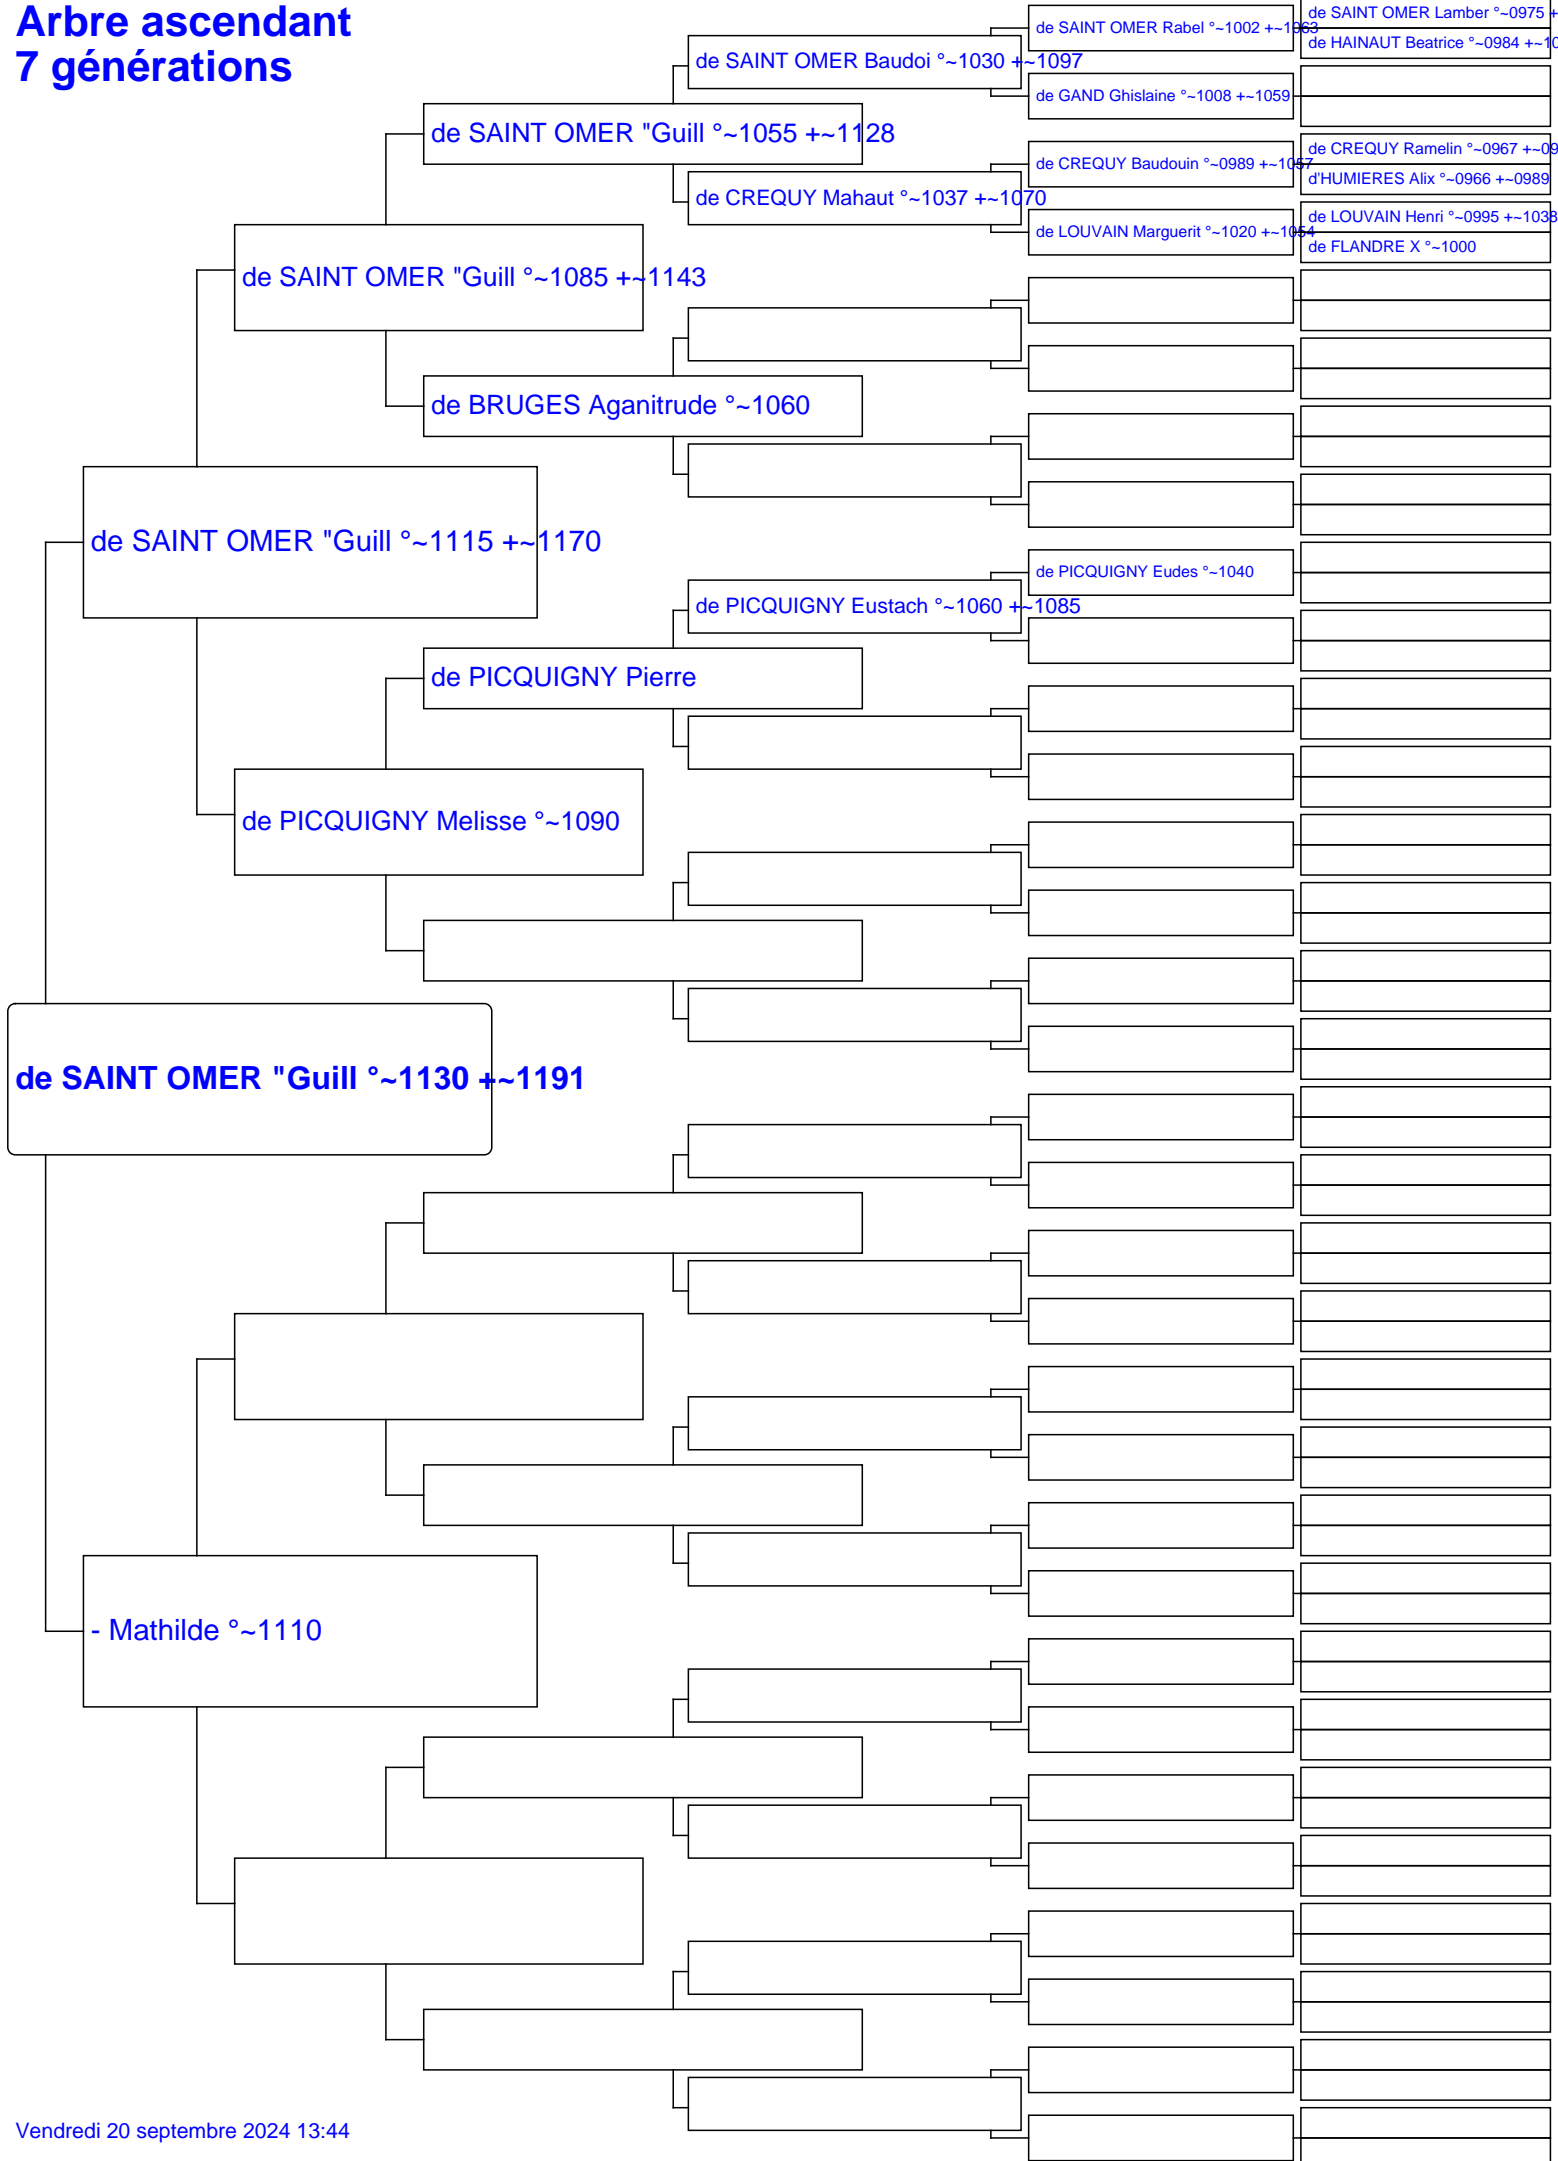 Arbre ascendant
7 générations
de SAINT OMER Lamber °~0975 +
de SAINT OMER Rabel °~1002 +~1063
de HAINAUT Beatrice °~0984 +~10
de SAINT OMER Baudoi °~1030 +~1097
de GAND Ghislaine °~1008 +~1059
de SAINT OMER "Guill °~1055 +~1128
de CREQUY Ramelin °~0967 +~09
de CREQUY Baudouin °~0989 +~1057
d'HUMIERES Alix °~0966 +~0989
de CREQUY Mahaut °~1037 +~1070
de LOUVAIN Henri °~0995 +~1038
de LOUVAIN Marguerit °~1020 +~1054
de FLANDRE X °~1000
de SAINT OMER "Guill °~1085 +~1143
de BRUGES Aganitrude °~1060
de SAINT OMER "Guill °~1115 +~1170
de PICQUIGNY Eudes °~1040
de PICQUIGNY Eustach °~1060 +~1085
de PICQUIGNY Pierre
de PICQUIGNY Melisse °~1090
de SAINT OMER "Guill °~1130 +~1191
- Mathilde °~1110
Vendredi 20 septembre 2024 13:44